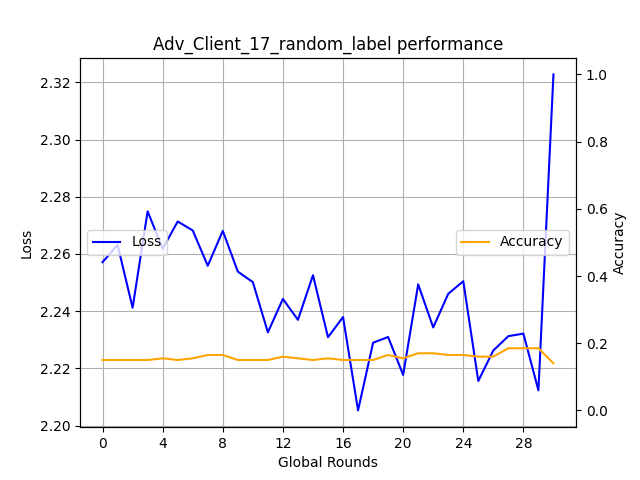 Adv_Client_17_random_label performance
2.32
2.30
2.28
2.26
2.24
2.22
2.20
Loss
Loss
Accuracy
1.0
0.8
0.6
0.4
0.2
0.0
Accuracy
0 4 8 12 16 20 24 28
Global Rounds